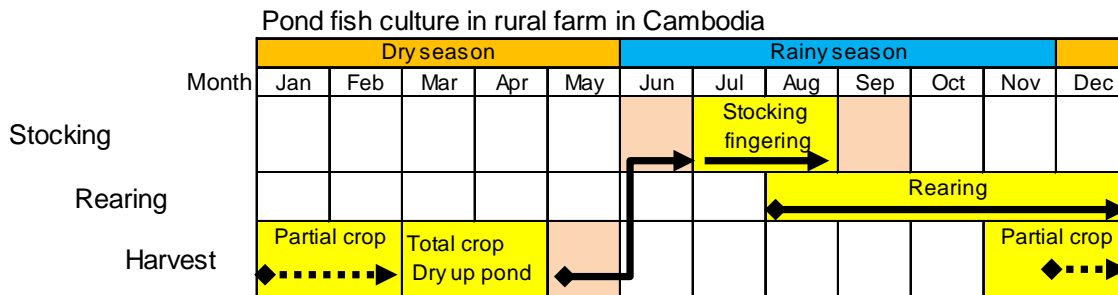 Pond fish culture in rural farm in Cambodia
Dry season Rainy season
Month Jan Feb Mar Apr May Jun Jul Aug Sep Oct Nov Dec
Stocking
Stocking
fingering
Rearing
Rearing
Harvest
Partial crop
Total crop
Dry up pond
Partial crop